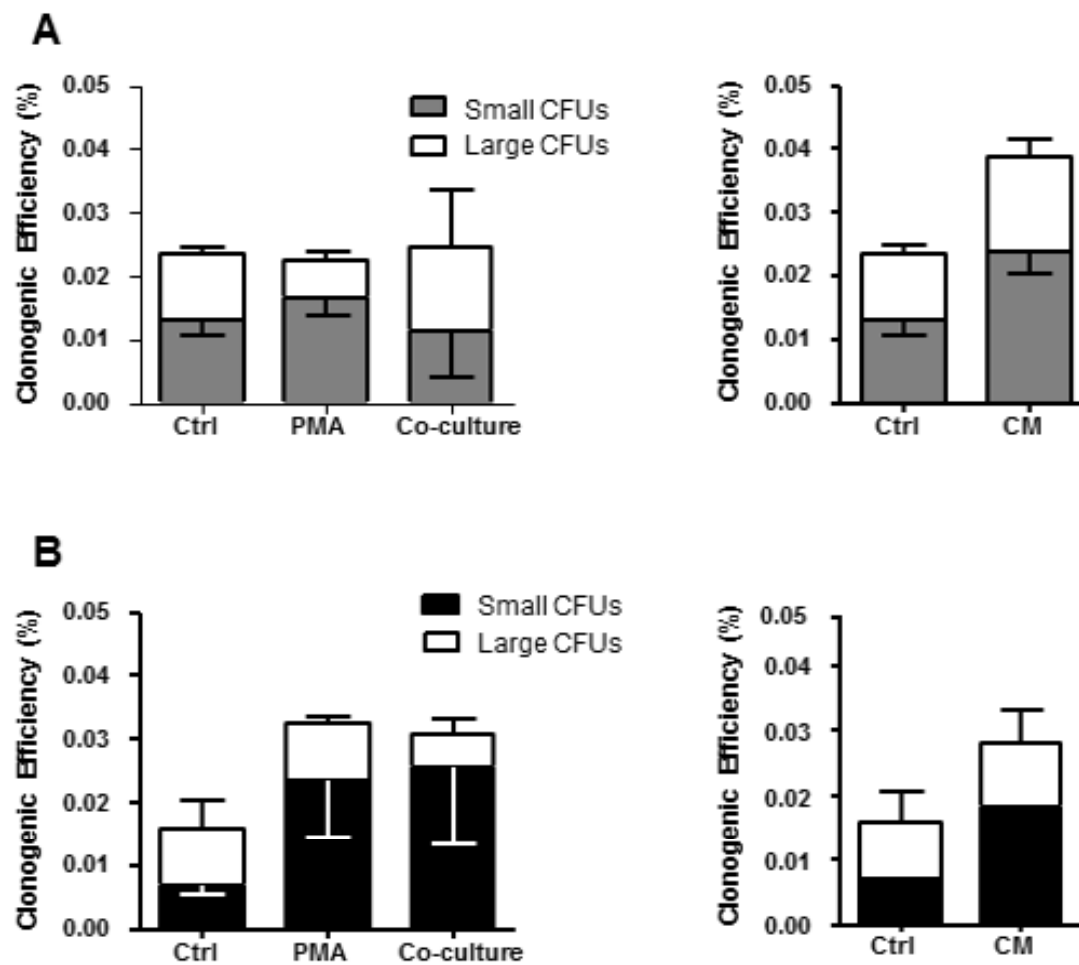 A
Clonogenic Efficiency (%)
0.05
0.04
0.03
0.02
0.01
0.00
Small CFUs
Large CFUs
Ctrl PMA Co-culture
Clonogenic Efficiency (%)
0.05
0.04
0.03
0.02
0.01
0.00
Ctrl CM
B
Clonogenic Efficiency (%)
0.05
0.04
0.03
0.02
0.01
0.00
Small CFUs
Large CFUs
Ctrl PMA Co-culture
Clonogenic Efficiency (%)
0.05
0.04
0.03
0.02
0.01
0.00
Ctrl CM